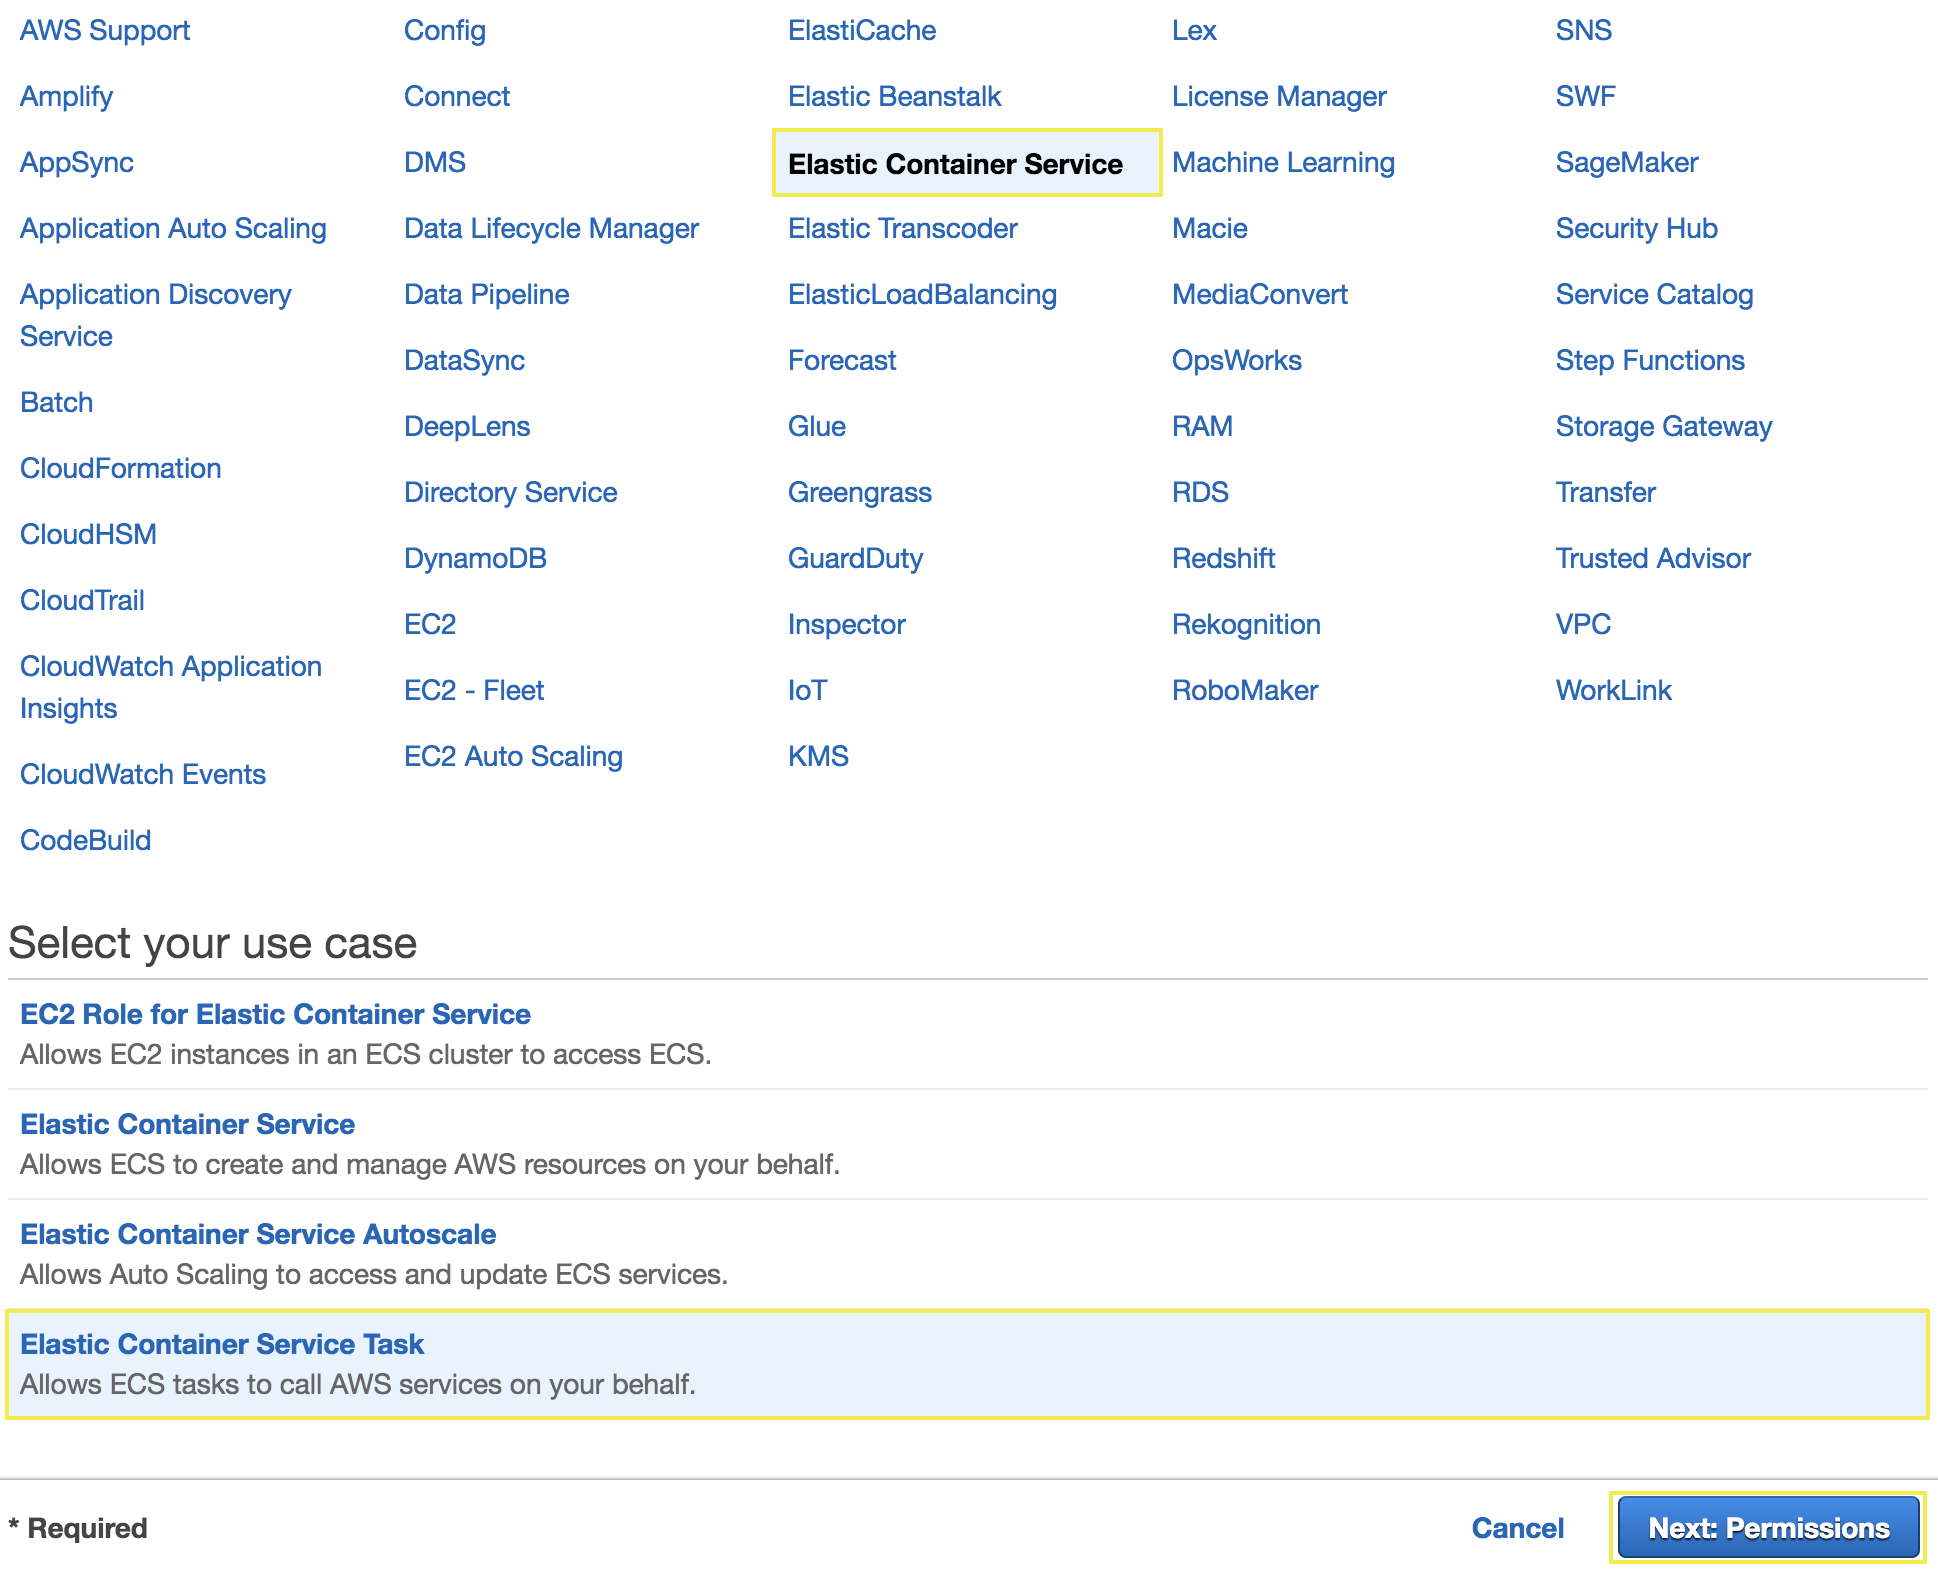 AWS Support
Amplify
AppSync
Application Auto Scaling
Application Discovery
Service
Batch
CloudFormation
CloudHSM
CloudTrail
CloudWatch Application
Insights
CloudWatch Events
CodeBuild
Config
Connect
DMS
Data Lifecycle Manager
Data Pipeline
DataSync
DeepLens
Directory Service
DynamoDB
EC2
EC2 - Fleet
EC2 Auto Scaling
ElastiCache
Elastic Beanstalk
Elastic Container Service
Elastic Transcoder
ElasticLoadBalancing
Forecast
Glue
Greengrass
GuardDuty
Inspector
IoT
KMS
Lex
License Manager
Machine Learning
Macie
MediaConvert
OpsWorks
RAM
RDS
Redshift
Rekognition
RoboMaker
SNS
SWF
SageMaker
Security Hub
Service Catalog
Step Functions
Storage Gateway
Transfer
Trusted Advisor
VPC
WorkLink
Select your use case
EC2 Role for Elastic Container Service
Allows EC2 instances in an ECS cluster to access ECS.
Elastic Container Service
Allows ECS to create and manage AWS resources on your behalf.
Elastic Container Service Autoscale
Allows Auto Scaling to access and update ECS services.
Elastic Container Service Task
Allows ECS tasks to call AWS services on your behalf.
* Required
Cancel
Next: Permissions